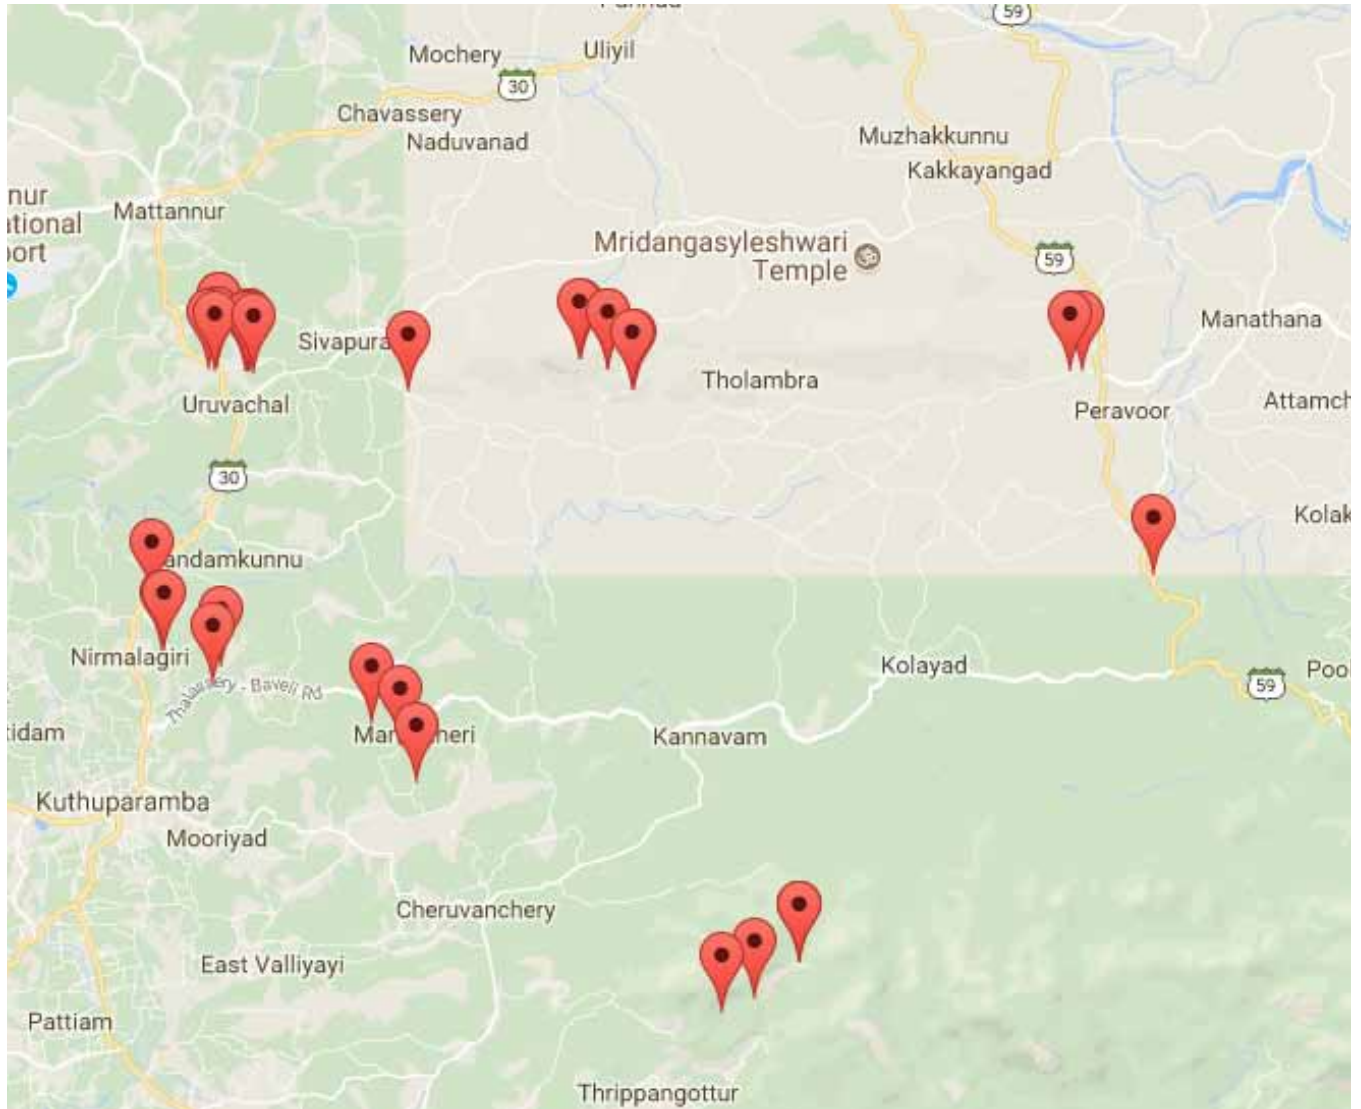 59
Mochery
Uliyil
30
Chavassery
Naduvanad
Muzhakkunnu
Kakkayangad
Mattannur
Mridangasyleshwari
Temple
59
Sivapura
Manathana
Tholambra
Uruvachal
Peravoor
30
andamkunnu
Nirmalagiri
Thalassery - Baveli Rd
Kolayad
59
Kannavam
Kuthuparamba
Mooriyad
Cheruvanchery
East Valliyayi
Pattiam
Thrippangottur